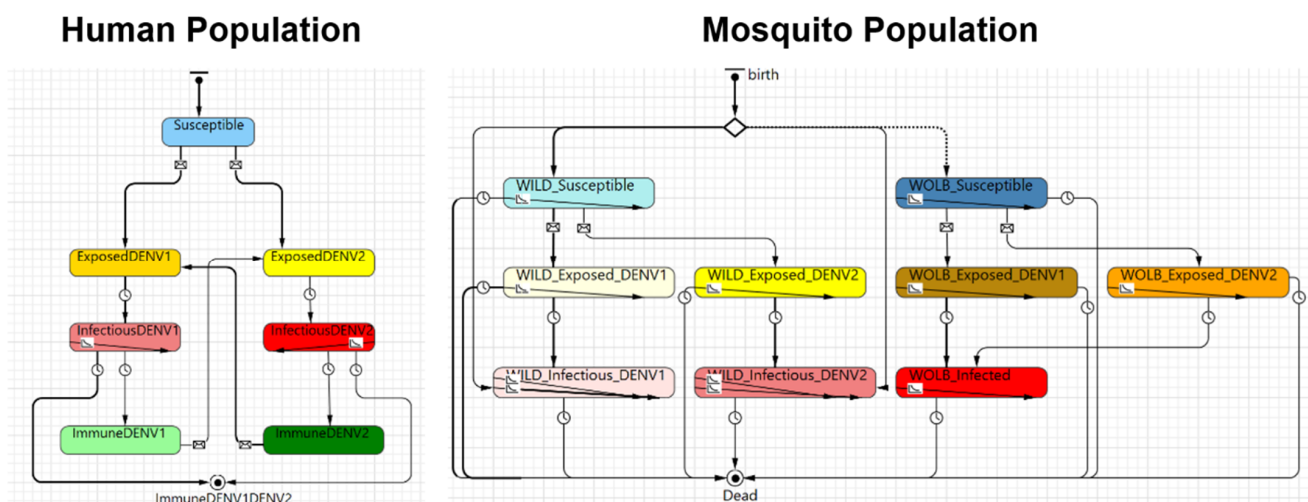 Human Population
Mosquito Population
birth
Susceptible
ExposedDENV1
ExposedDENV2
InfectiousDENV1
InfectiousDENV2
ImmuneDENV1
ImmuneDENV2
ImmuneDENV1DENV2
WILD_Susceptible
WOLB_Susceptible
WILD_Exposed_DENV1
WILD_Exposed_DENV2
WOLB_Exposed_DENV1
WOLB_Exposed_DENV2
WILD_Infectious_DENV1
WILD_Infectious_DENV2
WOLB_Infected
Dead